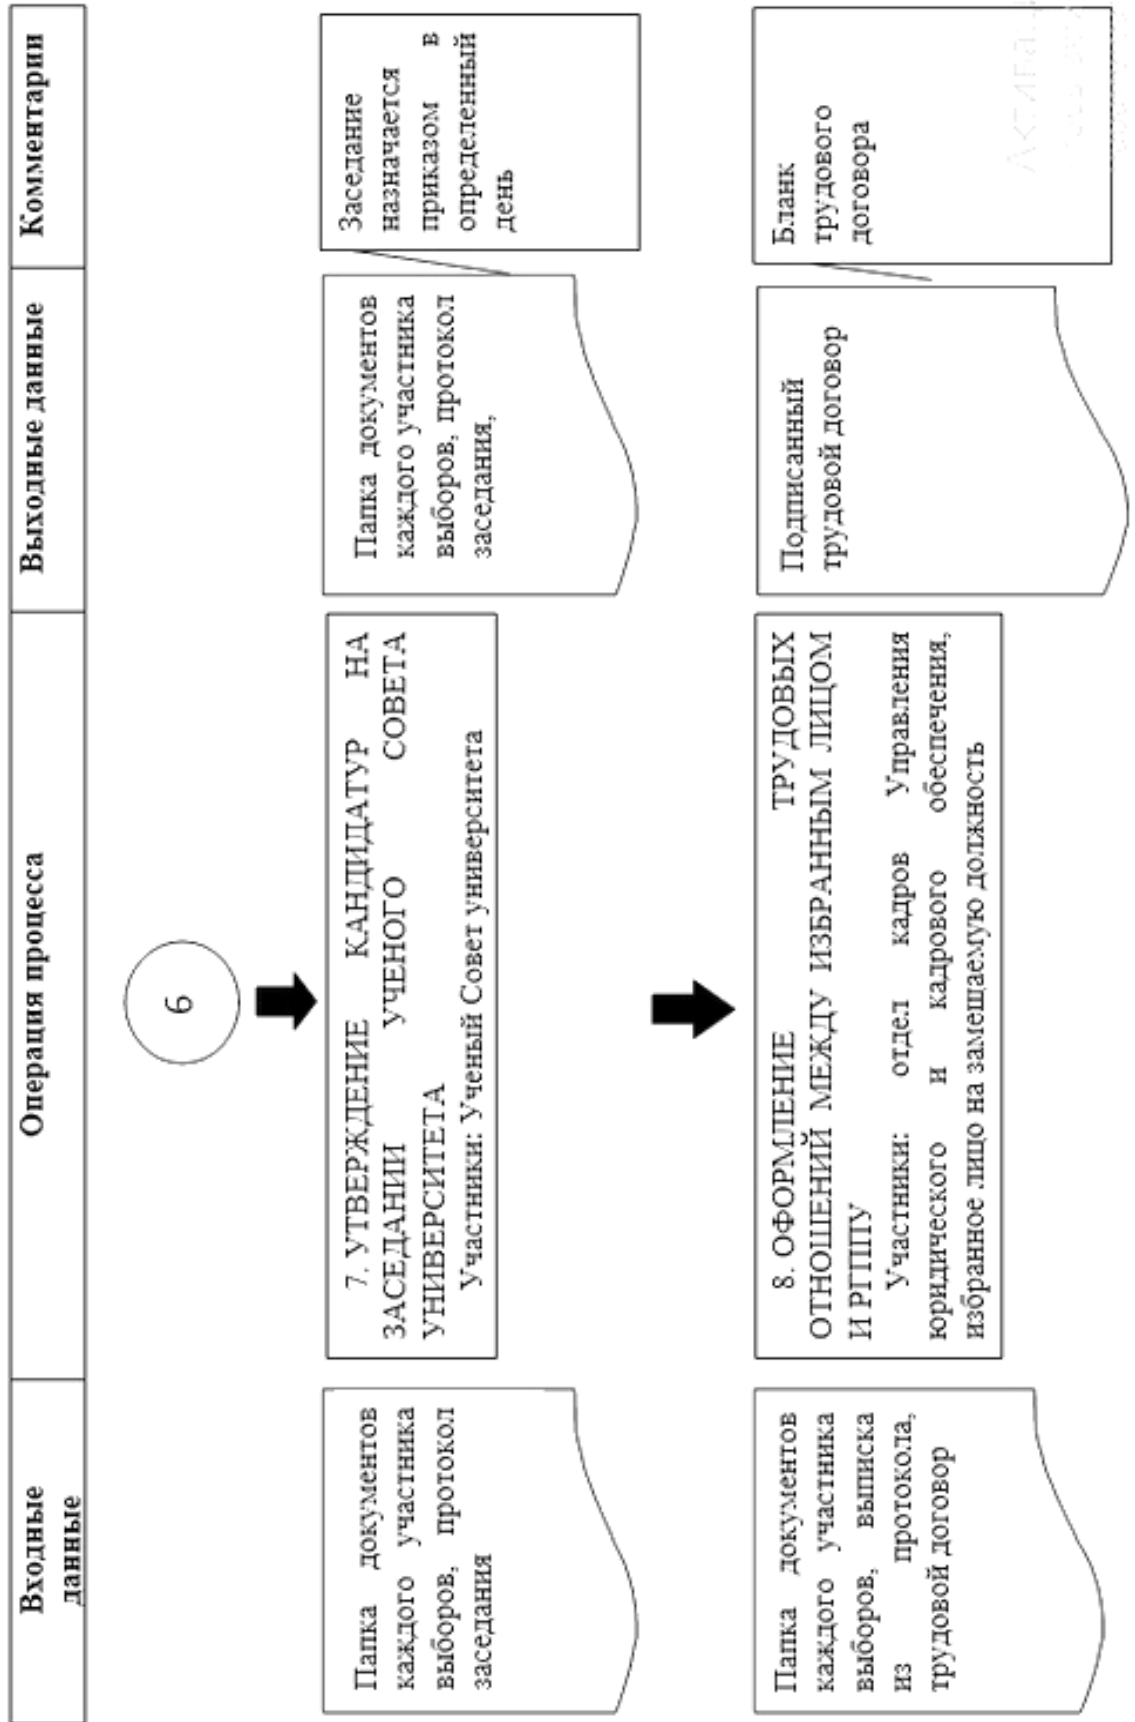 Входные
данные
Операция процесса
Выходные данные
Комментарии
6
Папка документов
каждого участника
выборов, протокол
заседания
7. УТВЕРЖДЕНИЕ КАНДИДАТУР НА
ЗАСЕДАНИИ УЧЕНОГО СОВЕТА
УНИВЕРСИТЕТА
Участники: Ученый Совет университета
Папка документов
каждого участника
выборов, протокол
заседания,
Заседание
назначается
приказом в
определенный
день
Папка документов
каждого участника
выборов, выписка
из протокола,
трудовой договор
8. ОФОРМЛЕНИЕ ТРУДОВЫХ
ОТНОШЕНИЙ МЕЖДУ ИЗБРАННЫМ ЛИЦОМ
И РГППУ
Участники: отдел кадров Управления
юридического и кадрового обеспечения,
избранное лицо на замещаемую должность
Подписанный
трудовой договор
Бланк
трудового
договора